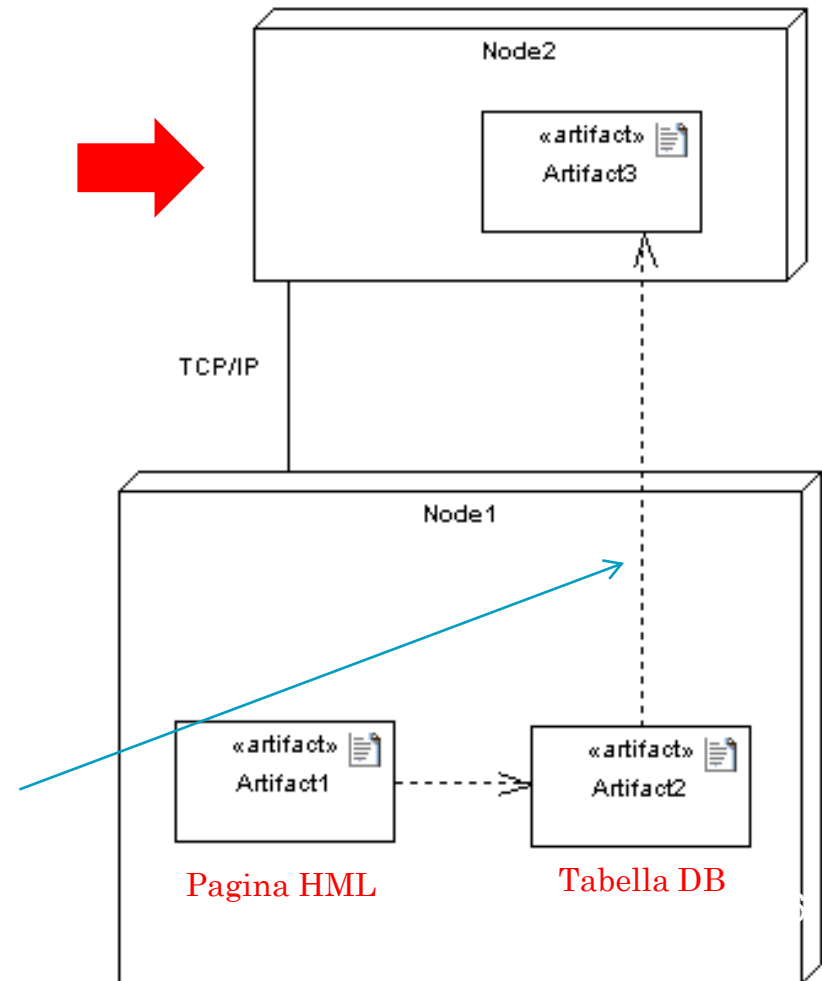 Node2
«artifact»
Artifact3
TCP/IP
Node1
«artifact»
Artifact1
«artifact»
Artifact2
Pagina HML
Tabella DB